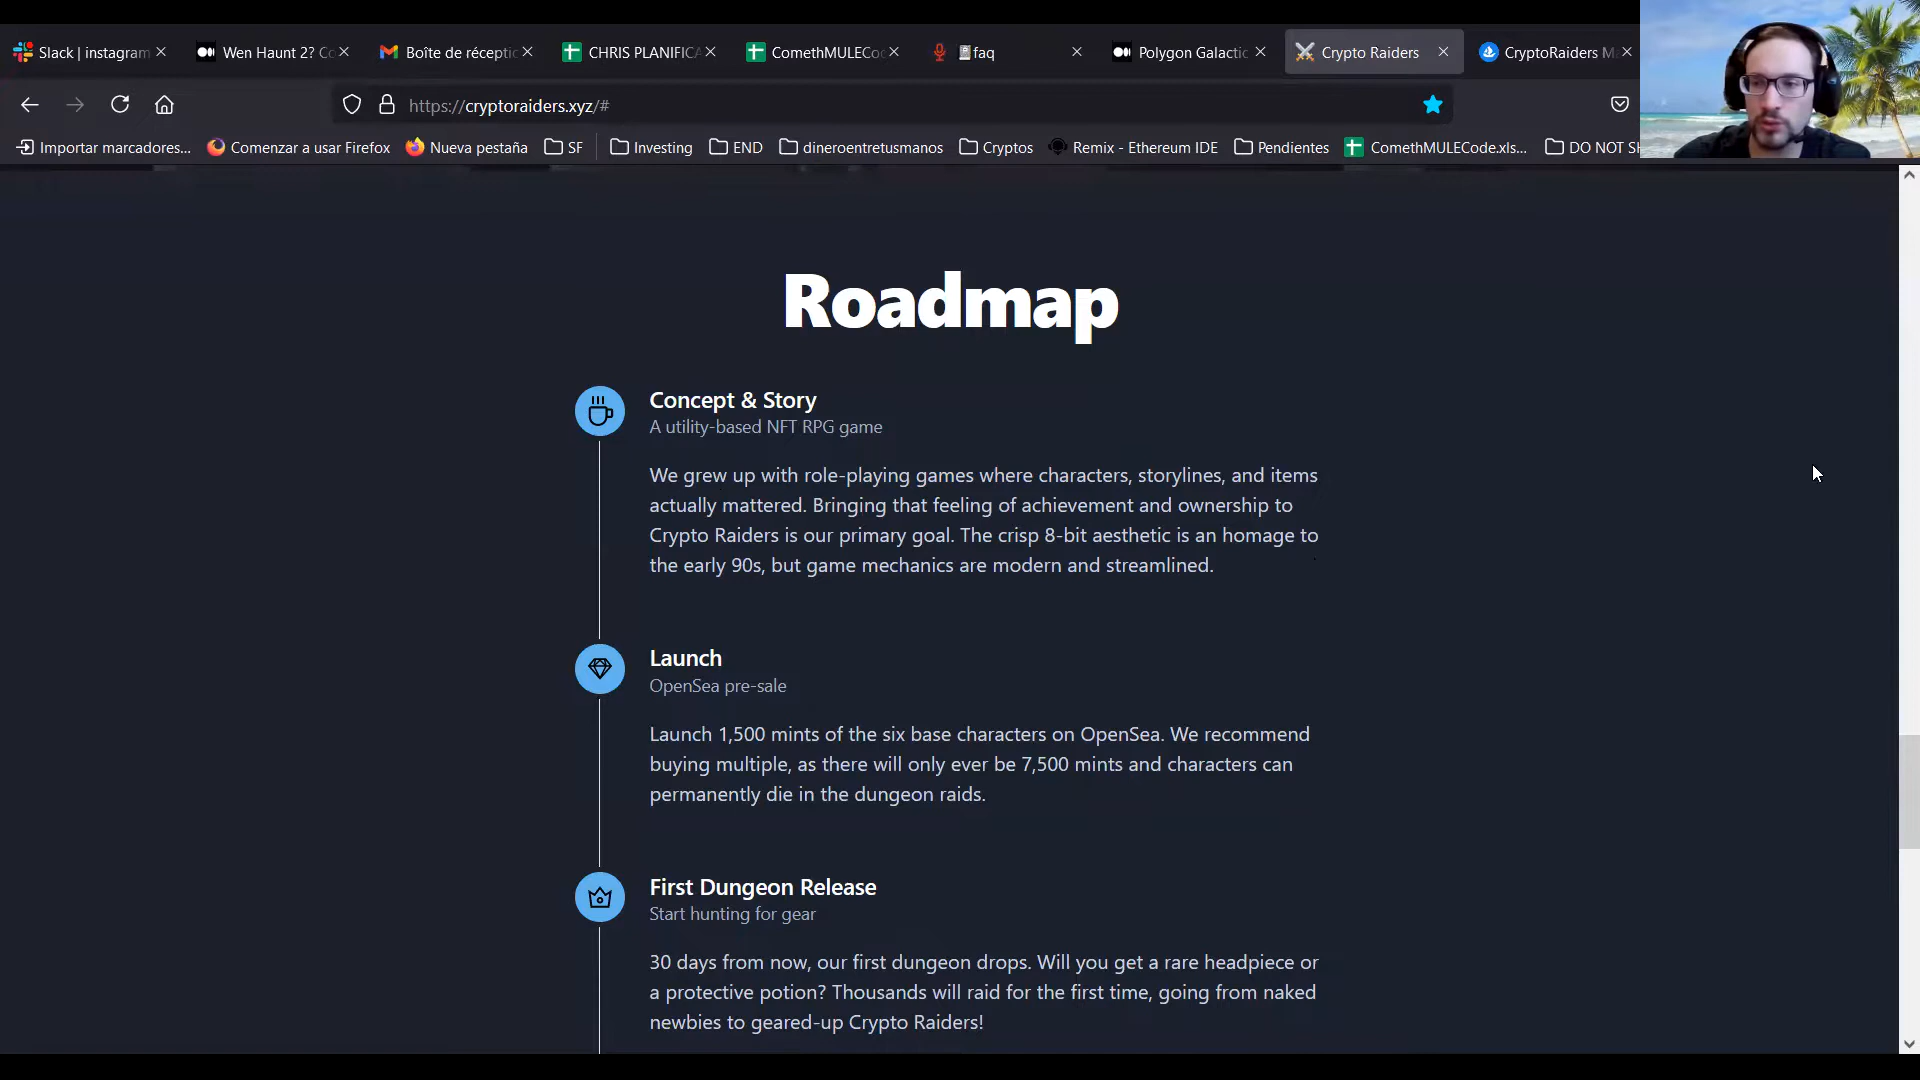 Slack | instagram
Wen Haunt 2? Co
Boîte de réceptic
CHRIS PLANIFICA
ComethMULECo
faq
Polygon Galactic
Crypto Raiders
CryptoRaiders M
https://cryptoraiders.xyz/#
Importar marcadores...
Comenzar a usar Firefox
Nueva pestaña
SF
Investing
END
dineroentretusmanos
Cryptos
Remix - Ethereum IDE
Pendientes
ComethMULECode.xls...
DO NOT SH
Roadmap
Concept & Story
A utility-based NFT RPG game
We grew up with role-playing games where characters, storylines, and items
actually mattered. Bringing that feeling of achievement and ownership to
Crypto Raiders is our primary goal. The crisp 8-bit aesthetic is an homage to
the early 90s, but game mechanics are modern and streamlined.
Launch
OpenSea pre-sale
Launch 1,500 mints of the six base characters on OpenSea. We recommend
buying multiple, as there will only ever be 7,500 mints and characters can
permanently die in the dungeon raids.
First Dungeon Release
Start hunting for gear
30 days from now, our first dungeon drops. Will you get a rare headpiece or
a protective potion? Thousands will raid for the first time, going from naked
newbies to geared-up Crypto Raiders!